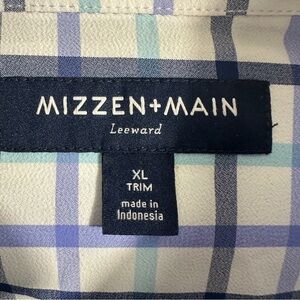 MIZZEN+MAIN
Leeward
XL
TRIM
made in
Indonesia